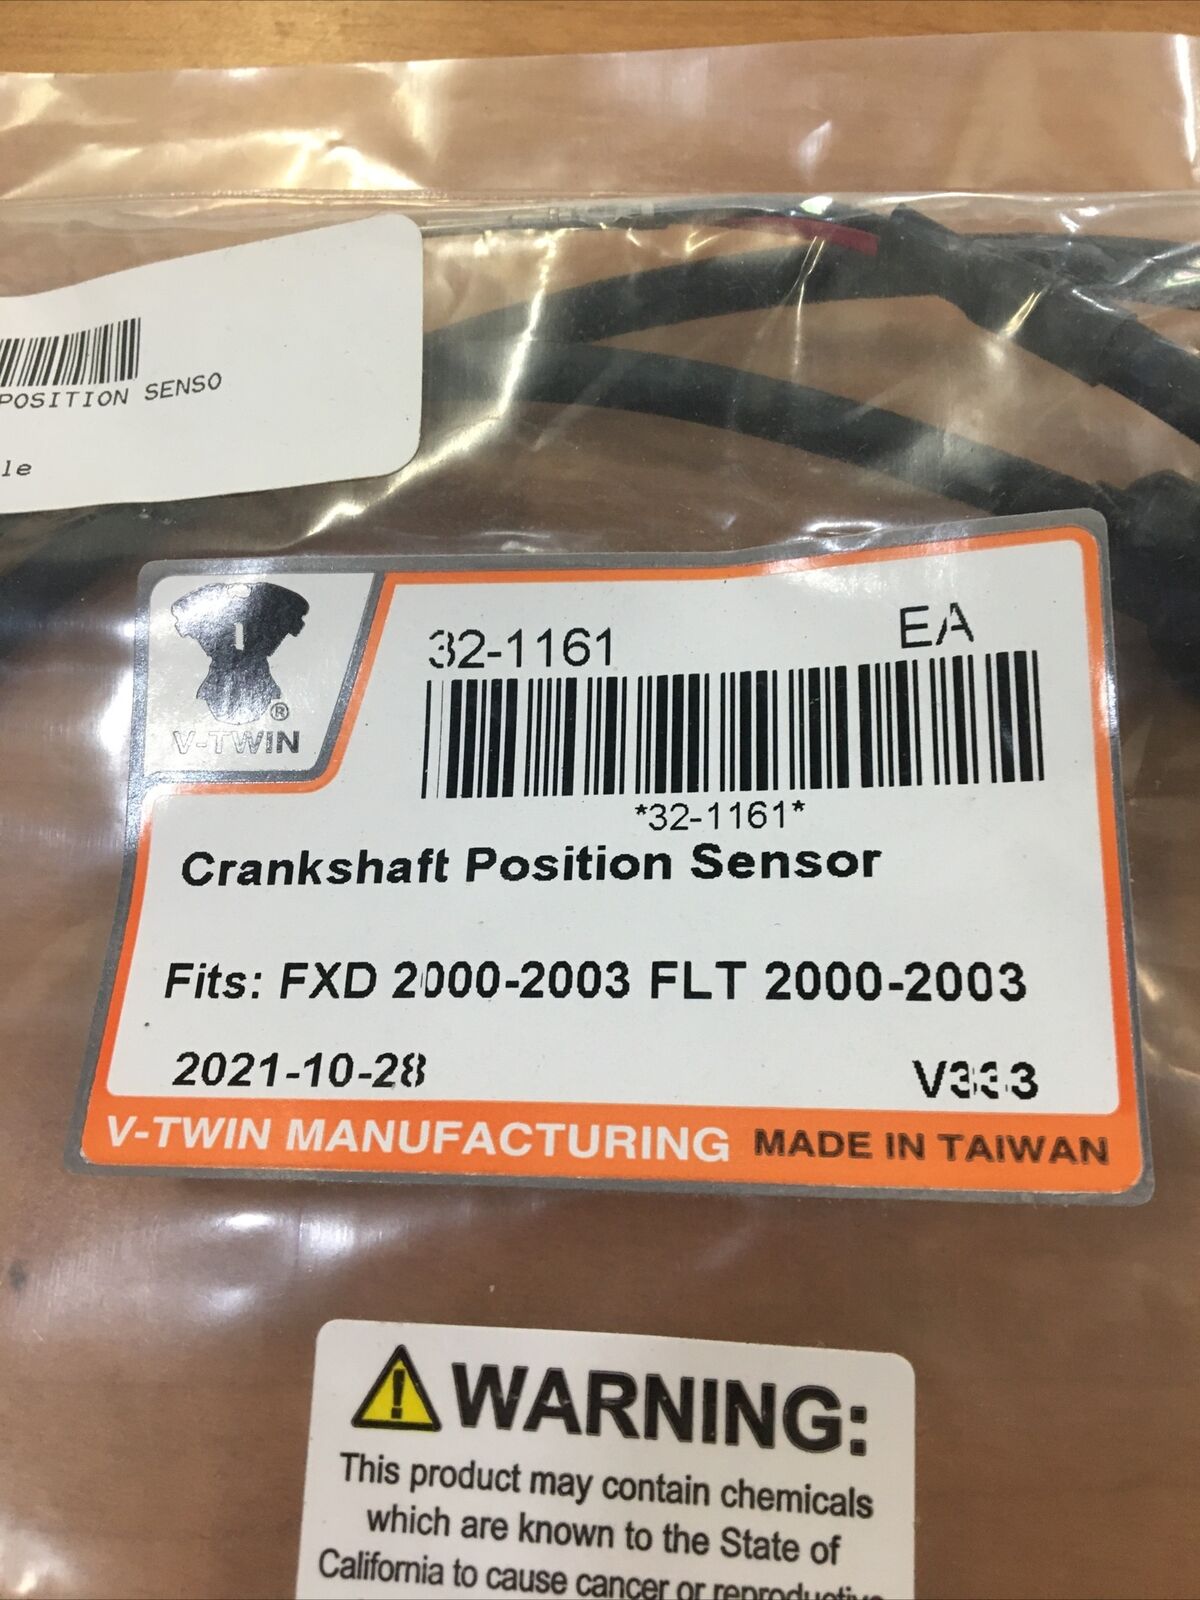 POSITION SENSO
32-1161
EA
®
V-TWIN
*32-1161*
Crankshaft Position Sensor
Fits: FXD 2000-2003 FLT 2000-2003
2021-10-28
V333
V-TWIN MANUFACTURING MADE IN TAIWAN
WARNING:
This product may contain chemicals
which are known to the State of
California to cause cancer or reproductive